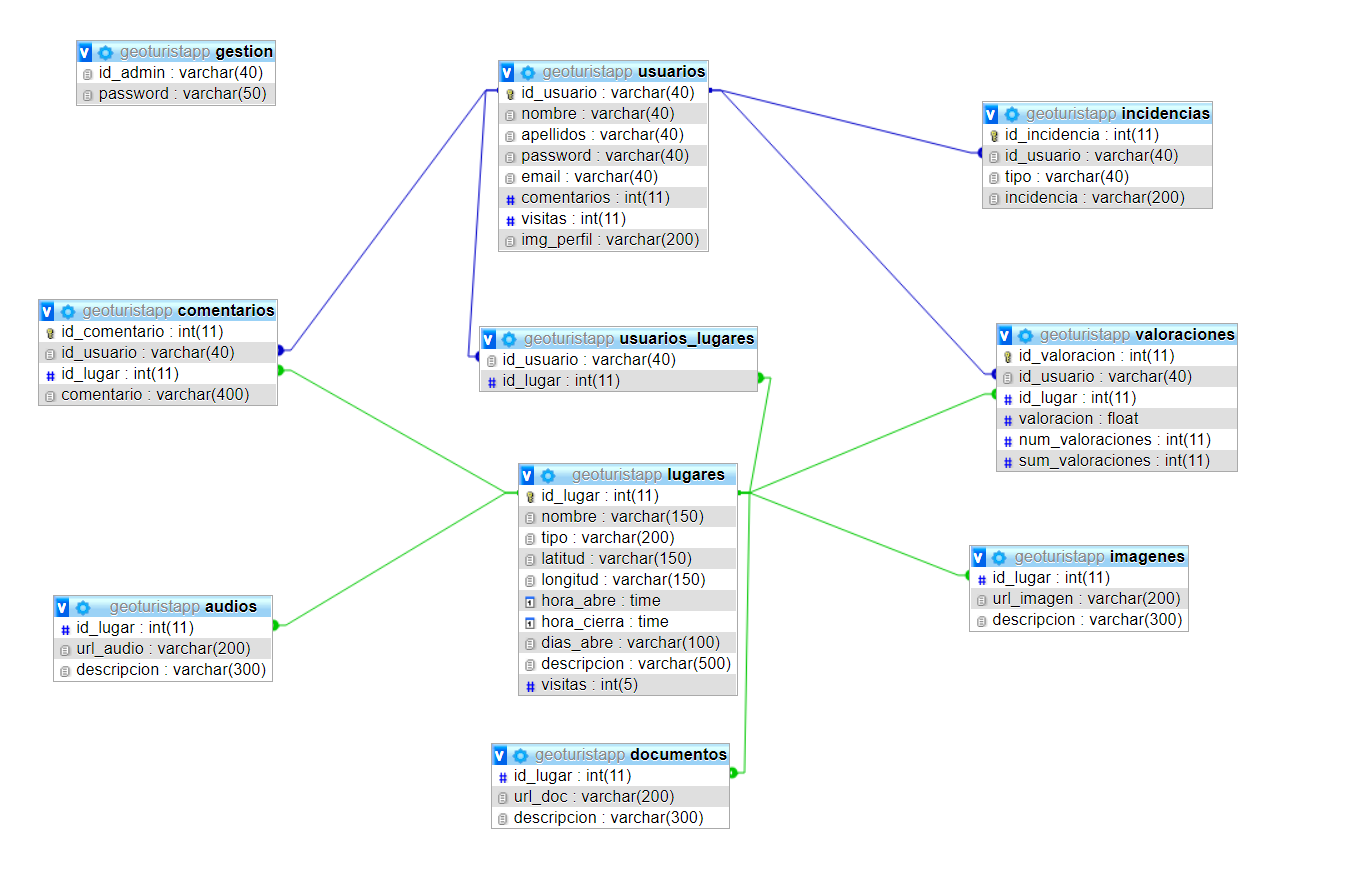 geoturistapp gestion
id_admin : varchar(40)
password : varchar(50)
geoturistapp usuarios
id_usuario : varchar(40)
nombre : varchar(40)
apellidos : varchar(40)
password : varchar(40)
email : varchar(40)
comentarios : int(11)
visitas : int(11)
img_perfil : varchar(200)
geoturistapp incidencias
id_incidencia : int(11)
id_usuario : varchar(40)
tipo : varchar(40)
incidencia : varchar(200)
geoturistapp comentarios
id_comentario : int(11)
id_usuario : varchar(40)
id_lugar : int(11)
comentario : varchar(400)
geoturistapp usuarios_lugares
id_usuario : varchar(40)
id_lugar : int(11)
geoturistapp valoraciones
id_valoracion : int(11)
id_usuario : varchar(40)
id_lugar : int(11)
valoracion : float
num_valoraciones : int(11)
sum_valoraciones : int(11)
geoturistapp lugares
id_lugar : int(11)
nombre : varchar(150)
tipo : varchar(200)
latitud : varchar(150)
longitud : varchar(150)
hora_abre : time
hora_cierra : time
dias_abre : varchar(100)
descripcion : varchar(500)
visitas : int(5)
geoturistapp imagenes
id_lugar : int(11)
url_imagen : varchar(200)
descripcion : varchar(300)
geoturistapp audios
id_lugar : int(11)
url_audio : varchar(200)
descripcion : varchar(300)
geoturistapp documentos
id_lugar : int(11)
url_doc : varchar(200)
descripcion : varchar(300)